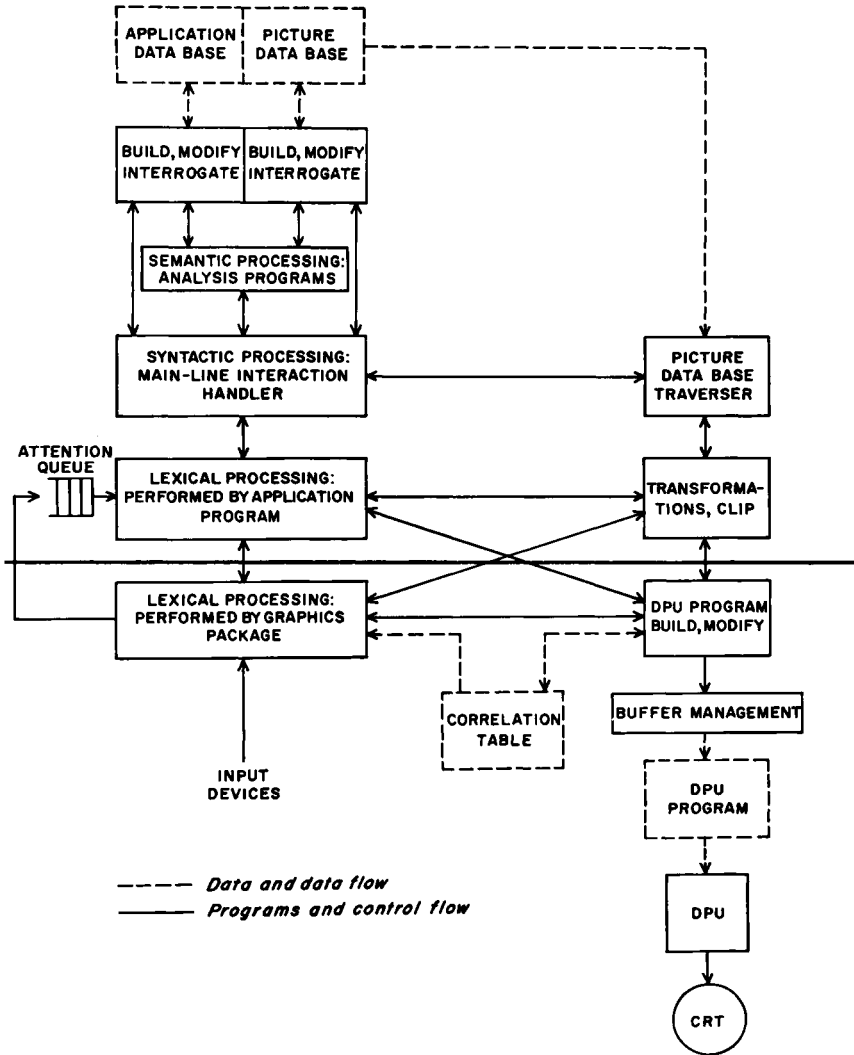 APPLICATION
DATA BASE
PICTURE
DATA BASE
BUILD, MODIFY
INTERROGATE
BUILD, MODIFY
INTERROGATE
SEMANTIC PROCESSING:
ANALYSIS PROGRAMS
SYNTACTIC PROCESSING:
MAIN-LINE INTERACTION
HANDLER
PICTURE
DATA BASE
TRAVERSER
ATTENTION
QUEUE
LEXICAL PROCESSING:
PERFORMED BY APPLICATION
PROGRAM
TRANSFORMA-
TIONS, CLIP
LEXICAL PROCESSING:
PERFORMED BY GRAPHICS
PACKAGE
DPU PROGRAM
BUILD, MODIFY
CORRELATION
TABLE
BUFFER MANAGEMENT
INPUT
DEVICES
DPU
PROGRAM
Data and data flow
Programs and control flow
DPU
CRT